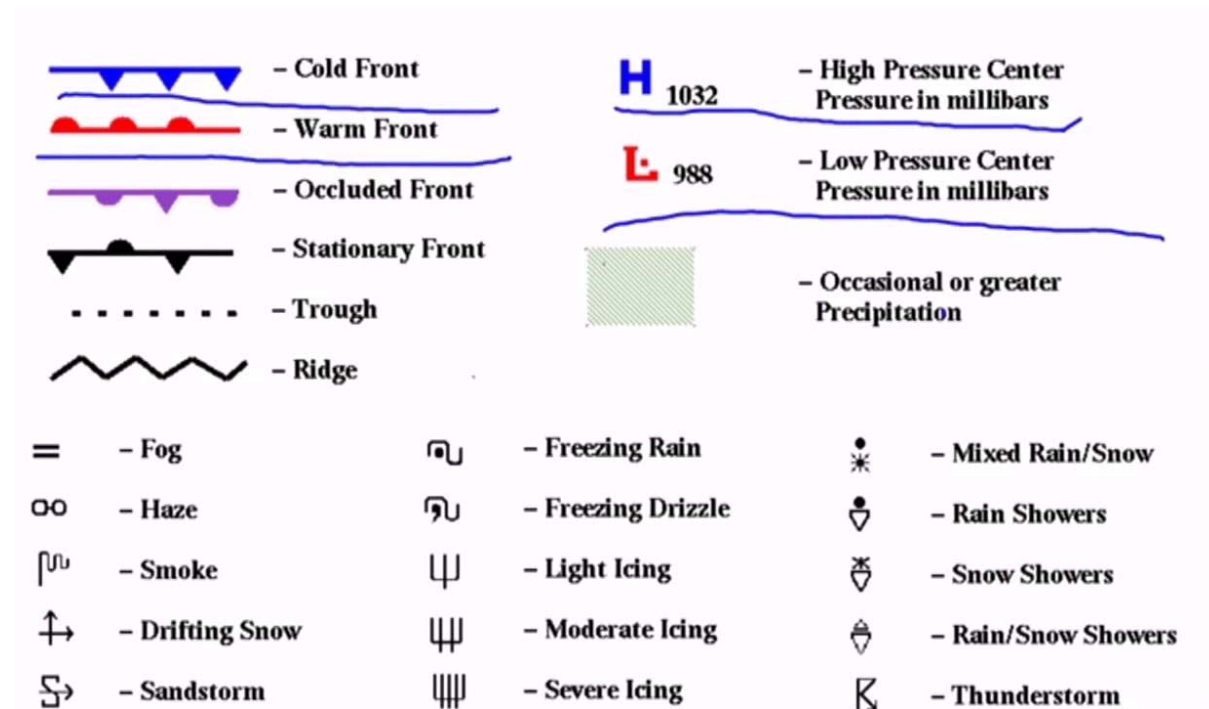 – Cold Front
– Warm Front
– Occluded Front
– Stationary Front
– Trough
– Ridge
H 1032
– High Pressure Center
Pressure in millibars
L 988
– Low Pressure Center
Pressure in millibars
– Occasional or greater
Precipitation
– Fog
– Haze
– Smoke
– Drifting Snow
– Sandstorm
– Freezing Rain
– Freezing Drizzle
– Light Icing
– Moderate Icing
– Severe Icing
– Mixed Rain/Snow
– Rain Showers
– Snow Showers
– Rain/Snow Showers
– Thunderstorm